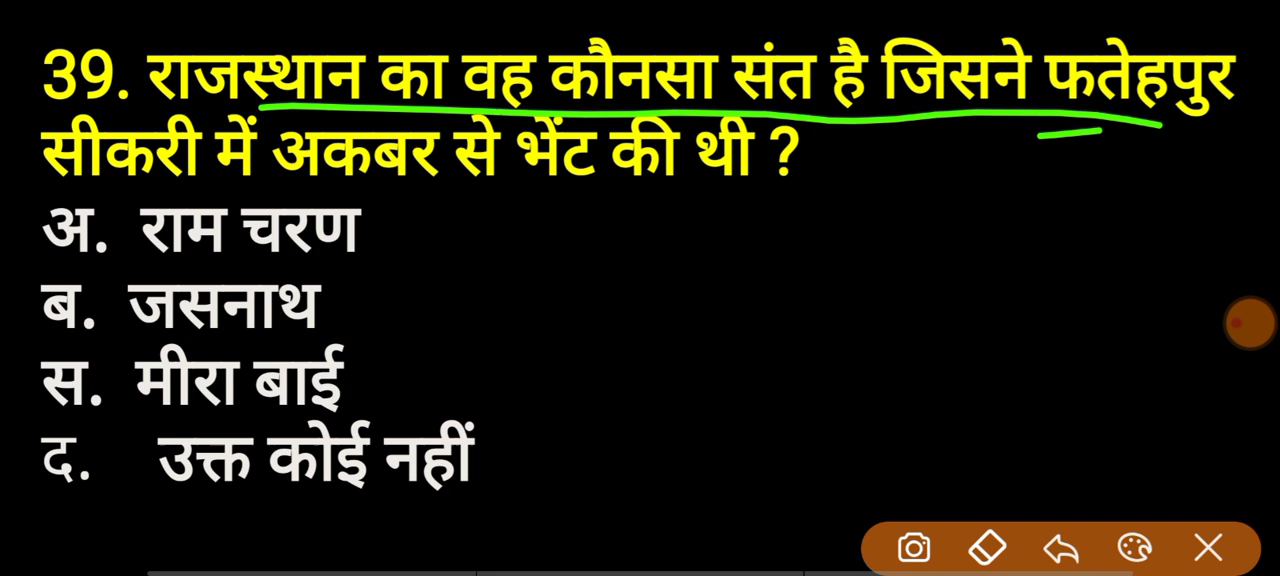 39. राजस्थान का वह कौनसा संत है जिसने फतेहपुर
सीकरी में अकबर से भेंट की थी ?
अ. राम चरण
ब. जसनाथ
स. मीरा बाई
द. उक्त कोई नहीं